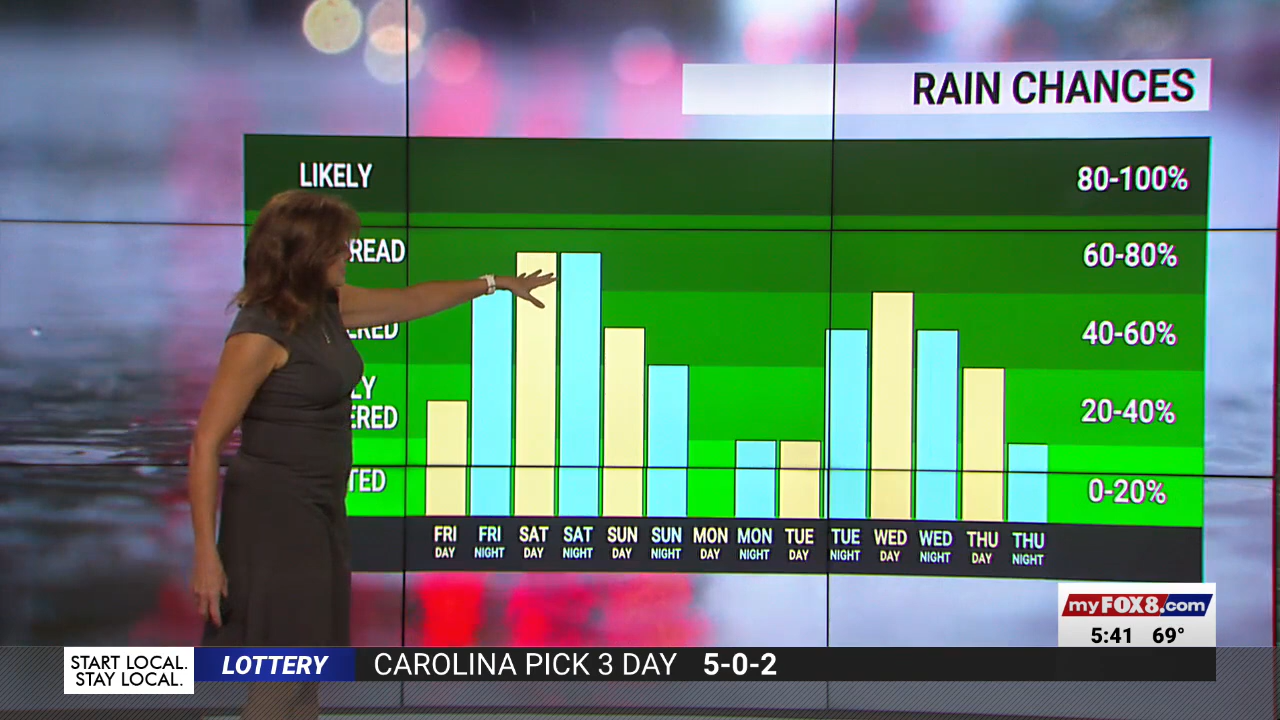 RAIN CHANCES
LIKELY
80-100%
READ
60-80%
ERED
40-60%
LY
ERED
20-40%
TED
0-20%
FRI FRI SAT SAT SUN SUN MON MON TUE TUE WED WED THU THU
DAY NIGHT DAY NIGHT DAY NIGHT DAY NIGHT DAY NIGHT DAY NIGHT DAY NIGHT
myFOX8.com
5:41 69°
START LOCAL.
STAY LOCAL.
LOTTERY
CAROLINA PICK 3 DAY 5-0-2